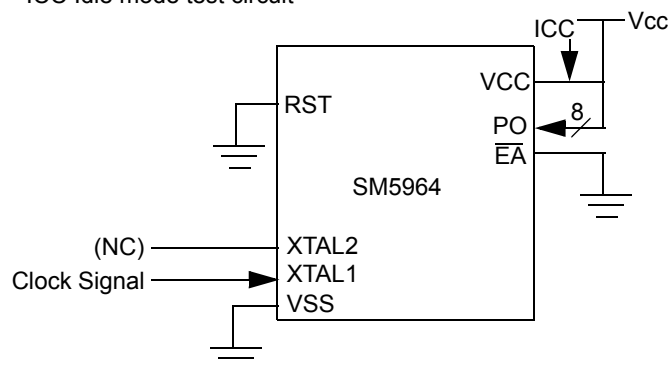 ICC Idle mode test circuit
ICC
Vcc
VCC
RST
8
PO
EA
SM5964
(NC)
XTAL2
Clock Signal
XTAL1
VSS